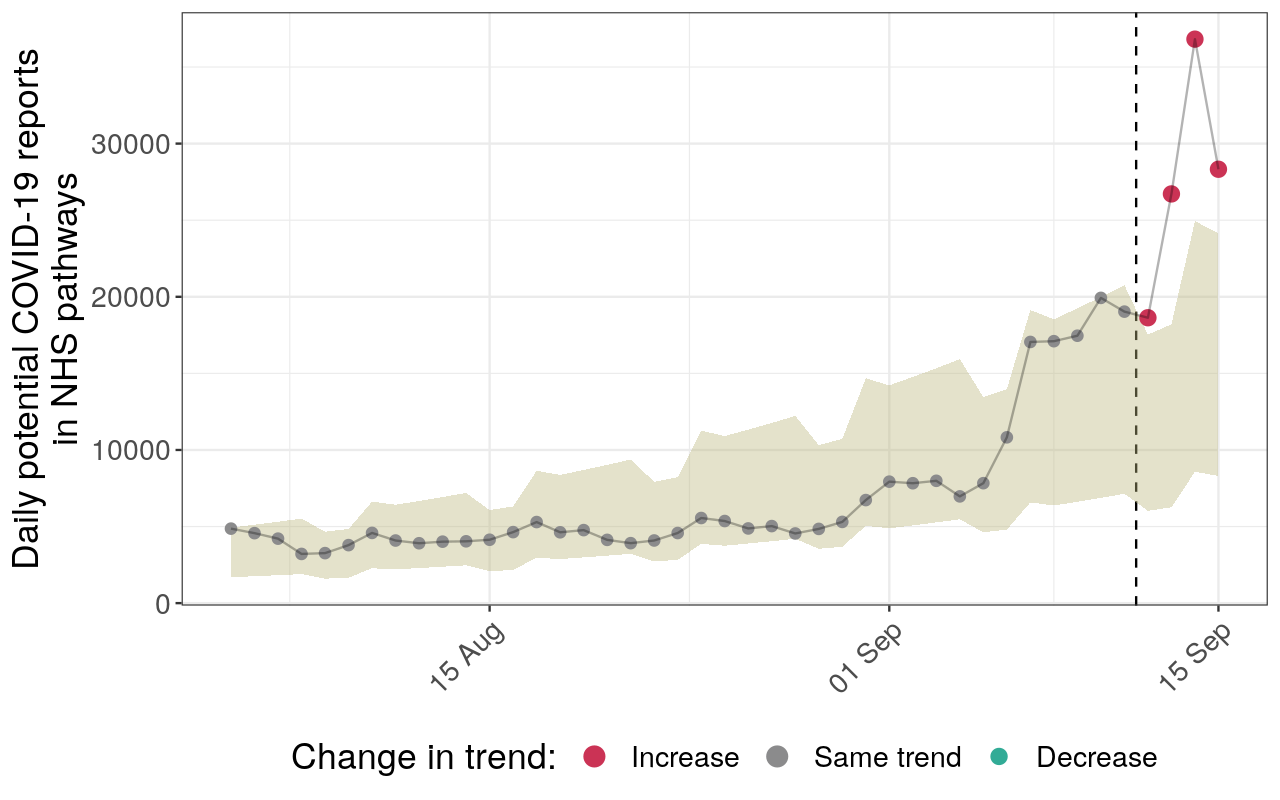 Daily potential COVID-19 reports
in NHS pathways
30000
20000
10000
0
15 Aug
01 Sep
15 Sep
Change in trend: Increase Same trend Decrease